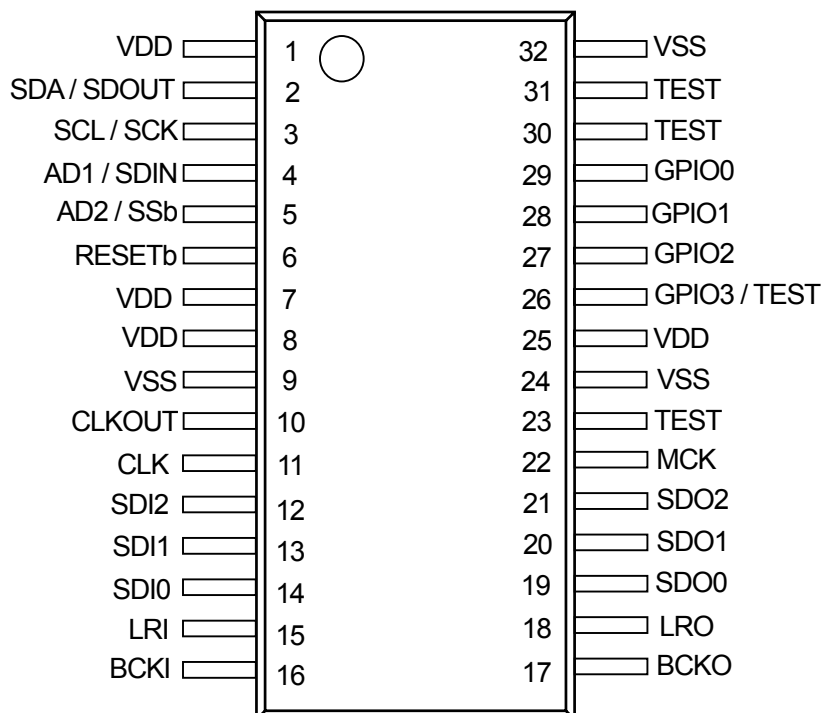 VDD 1 32 VSS
SDA / SDOUT 2 31 TEST
SCL / SCK 3 30 TEST
AD1 / SDIN 4 29 GPIO0
AD2 / SSb 5 28 GPIO1
RESETb 6 27 GPIO2
VDD 7 26 GPIO3 / TEST
VDD 8 25 VDD
VSS 9 24 VSS
CLKOUT 10 23 TEST
CLK 11 22 MCK
SDI2 12 21 SDO2
SDI1 13 20 SDO1
SDI0 14 19 SDO0
LRI 15 18 LRO
BCKI 16 17 BCKO